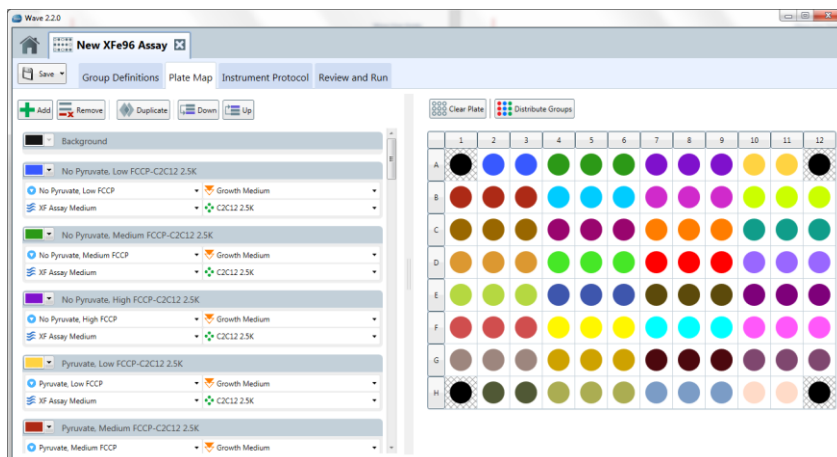 Wave 2.2.0
New XFe96 Assay
Save Group Definitions Plate Map Instrument Protocol Review and Run
Add Remove Duplicate Down Up
Background
No Pyruvate, Low FCCP-C2C12 2.5K
No Pyruvate, Low FCCP Growth Medium
XF Assay Medium C2C12 2.5K
No Pyruvate, Medium FCCP-C2C12 2.5K
No Pyruvate, Medium FCCP Growth Medium
XF Assay Medium C2C12 2.5K
No Pyruvate, High FCCP-C2C12 2.5K
No Pyruvate, High FCCP Growth Medium
XF Assay Medium C2C12 2.5K
Pyruvate, Low FCCP-C2C12 2.5K
Pyruvate, Low FCCP Growth Medium
XF Assay Medium C2C12 2.5K
Pyruvate, Medium FCCP-C2C12 2.5K
Pyruvate, Medium FCCP Growth Medium
Clear Plate Distribute Groups
1 2 3 4 5 6 7 8 9 10 11 12
A
B
C
D
E
F
G
H